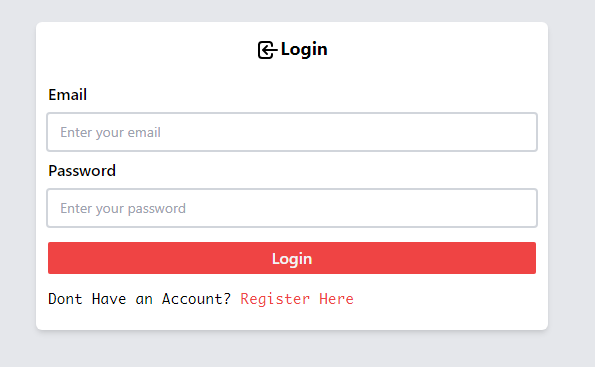 Login
Email
Enter your email
Password
Enter your password
Login
Dont Have an Account? Register Here